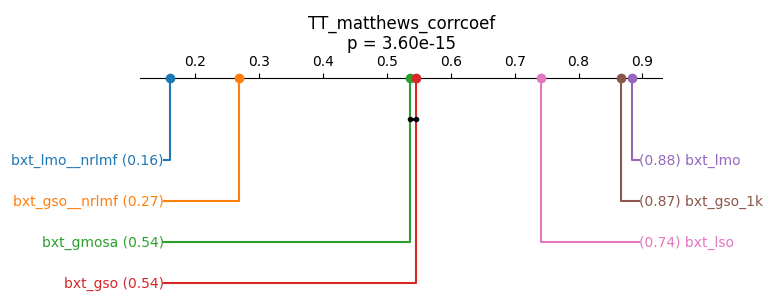 TT_matthews_corrcoef
p = 3.60e-15
0.2 0.3 0.4 0.5 0.6 0.7 0.8 0.9
bxt_lmo__nrlmf (0.16) (0.88) bxt_lmo
bxt_gso__nrlmf (0.27) (0.87) bxt_gso_1k
bxt_gmosa (0.54) (0.74) bxt_lso
bxt_gso (0.54)